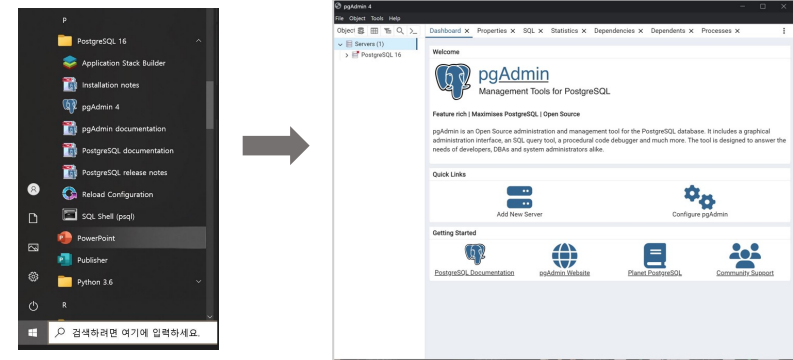 P
PostgreSQL 16
Application Stack Builder
Installation notes
pgAdmin 4
pgAdmin documentation
PostgreSQL documentation
PostgreSQL release notes
Reload Configuration
SQL Shell (psql)
PowerPoint
Publisher
Python 3.6
R
검색하려면 여기에 입력하세요.
pgAdmin 4
File Object Tools Help
Object
Dashboard Properties SQL Statistics Dependencies Dependents Processes
Servers (1)
PostgreSQL 16
Welcome
pgAdmin
Management Tools for PostgreSQL
Feature rich | Maximises PostgreSQL | Open Source
pgAdmin is an Open Source administration and management tool for the PostgreSQL database. It includes a graphical
administration interface, an SQL query tool, a procedural code debugger and much more. The tool is designed to answer the
needs of developers, DBAs and system administrators alike.
Quick Links
Add New Server Configure pgAdmin
Getting Started
PostgreSQL Documentation pgAdmin Website Planet PostgreSQL Community Support